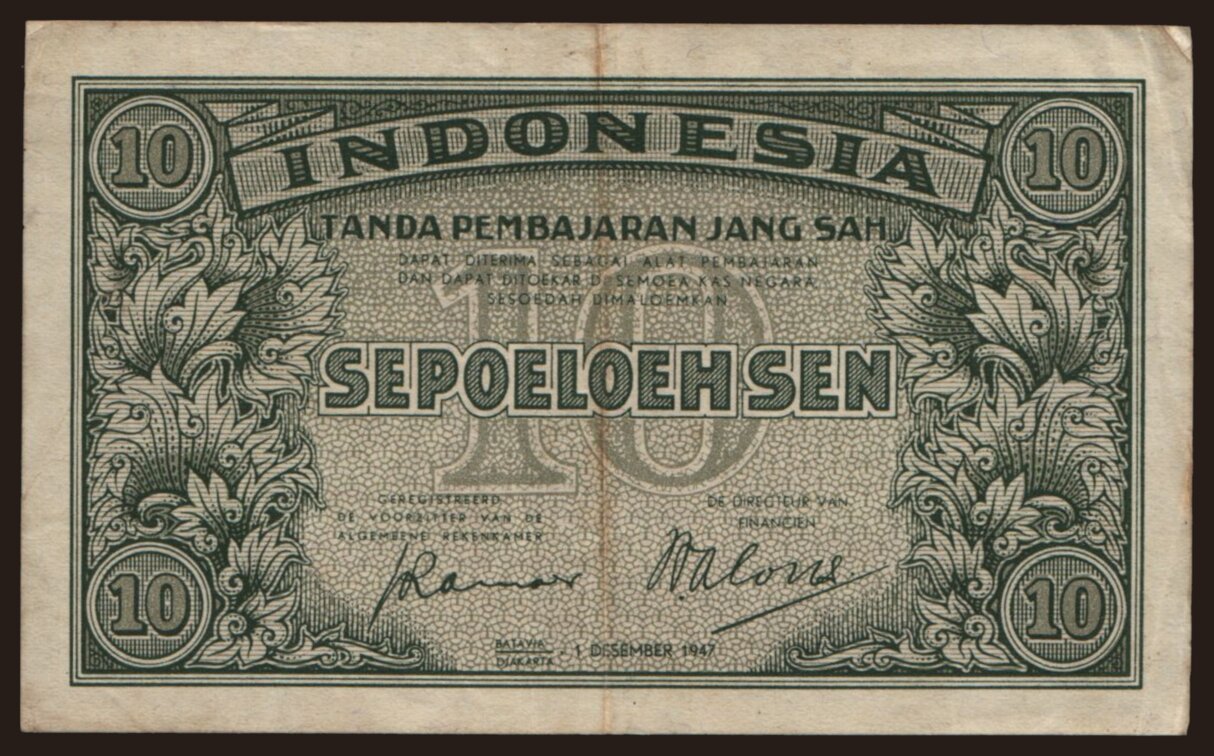 10 INDONESIA 10
TANDA PEMBAJARAN JANG SAH
DAPAT DITERIMA SEBAGAI ALAT PEMBAJARAN
DAN DAPAT DITOEKAR DI SEMOEA KAS NEGARA
SESOEDAH DIMALOEMKAN
10
SEPOELOEH SEN
GEREGISTREERD
DE VOORZITTER VAN DE
ALGEMEENE REKENKAMER
DE DIRECTEUR VAN
FINANCIEN
10 10
BATAVIA
DJAKARTA
, 1 DESEMBER 1947